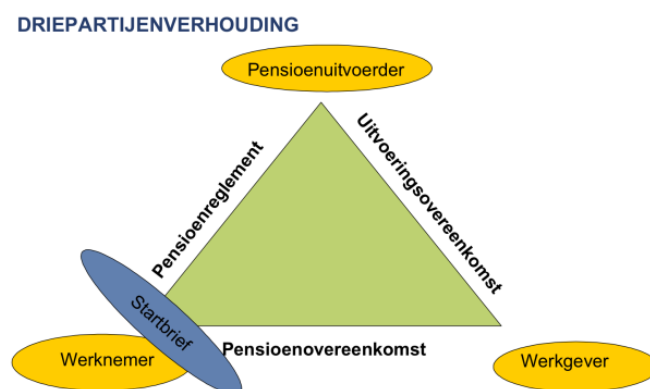 DRIEPARTIJENVERHOUDING
Pensioenuitvoerder
Pensioenreglement
Uitvoeringsovereenkomst
Startbrief
Werknemer
Pensioenovereenkomst
Werkgever